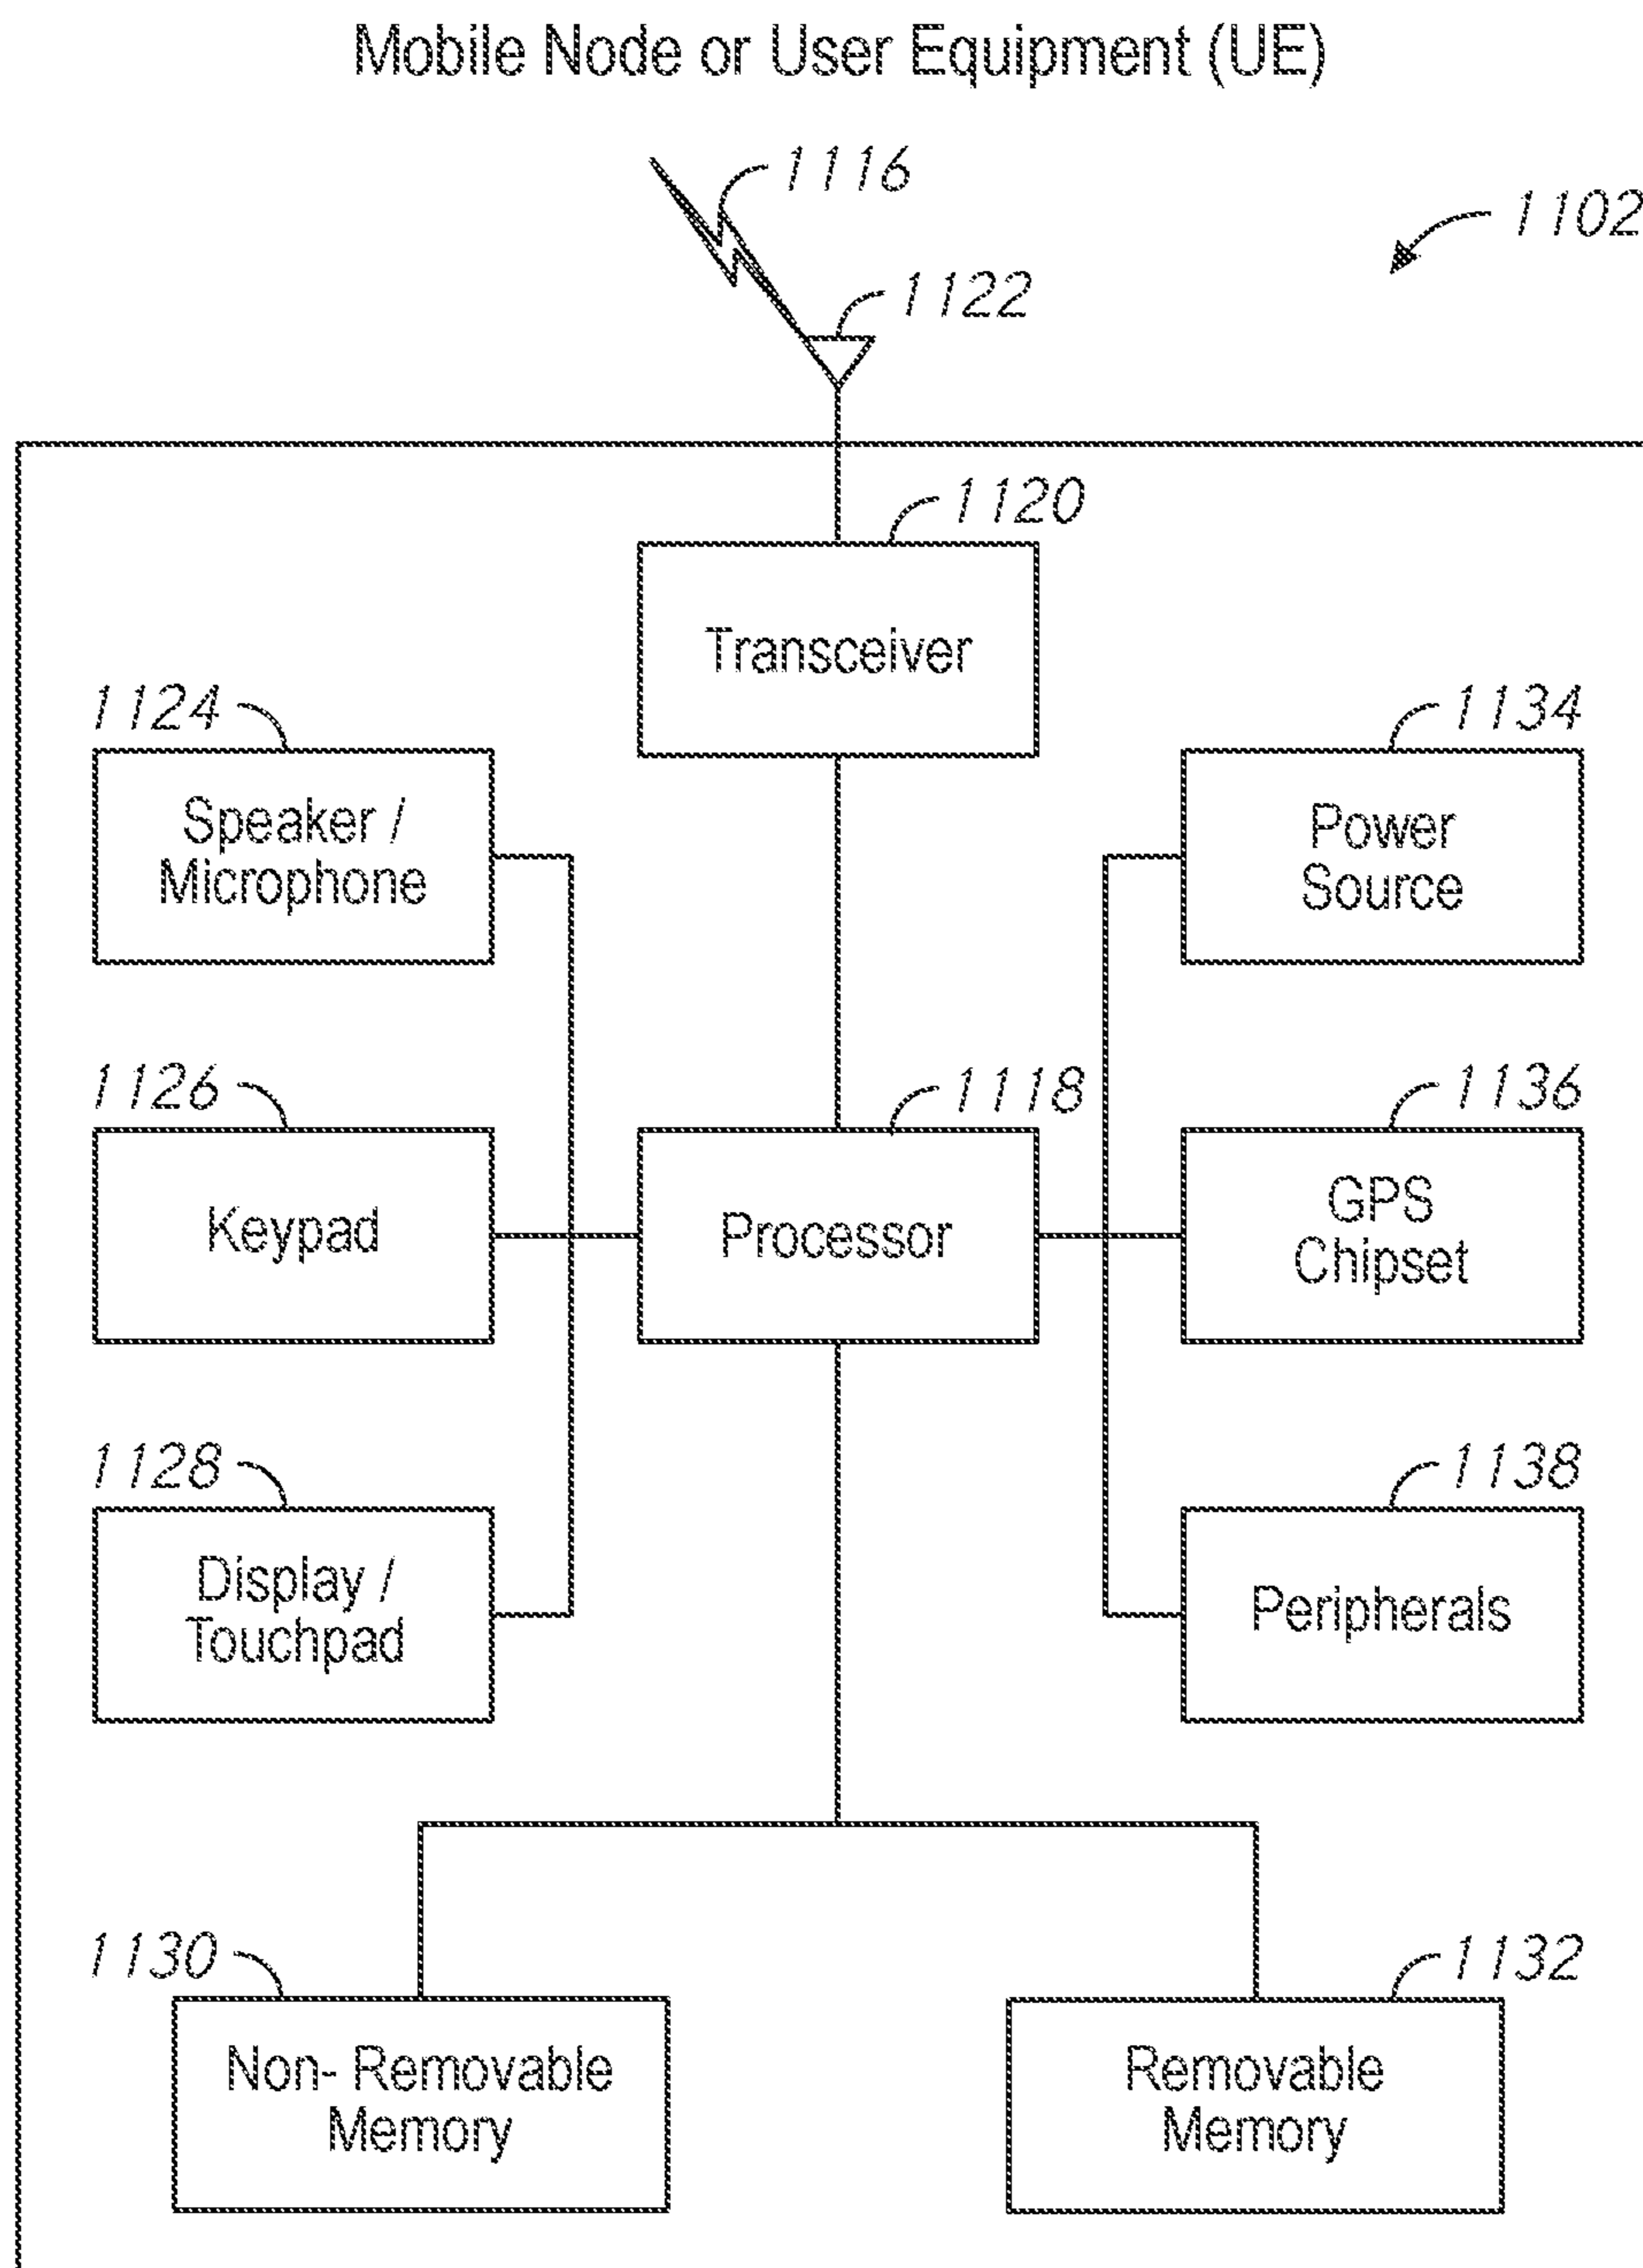 Mobile Node or User Equipment (UE)
1116
1102
1122
1120
Transceiver
1124
Speaker /
Microphone
1134
Power
Source
1126
Keypad
1118
Processor
1136
GPS
Chipset
1128
Display /
Touchpad
1138
Peripherals
1130
Non- Removable
Memory
1132
Removable
Memory